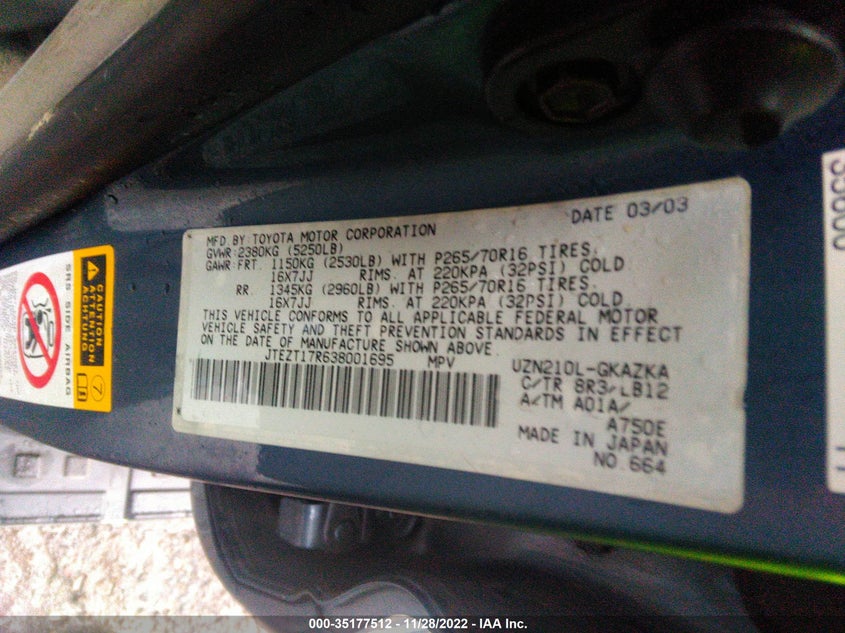 DATE 03/03
MFD BY:TOYOTA MOTOR CORPORATION
GVWR:2380KG (5250LB)
GAWR:FRT. 1150KG (2530LB) WITH P265/70R16 TIRES.
16X7JJ RIMS. AT 220KPA (32PSI) COLD
RR. 1345KG (2960LB) WITH P265/70R16 TIRES.
16X7JJ RIMS. AT 220KPA (32PSI) COLD.
THIS VEHICLE CONFORMS TO ALL APPLICABLE FEDERAL MOTOR
VEHICLE SAFETY AND THEFT PREVENTION STANDARDS IN EFFECT
ON THE DATE OF MANUFACTURE SHOWN ABOVE.
JTEZT17R638001695 MPV
UZN210L-GKAZKA
C/TR 8R3/LB12
A/TM A01A/
A750E
MADE IN JAPAN
NO.664
CAUTION
ATTENTION
ACHTUNG
7
SRS SIDE AIRBAG
000-35177512 - 11/28/2022 - IAA Inc.